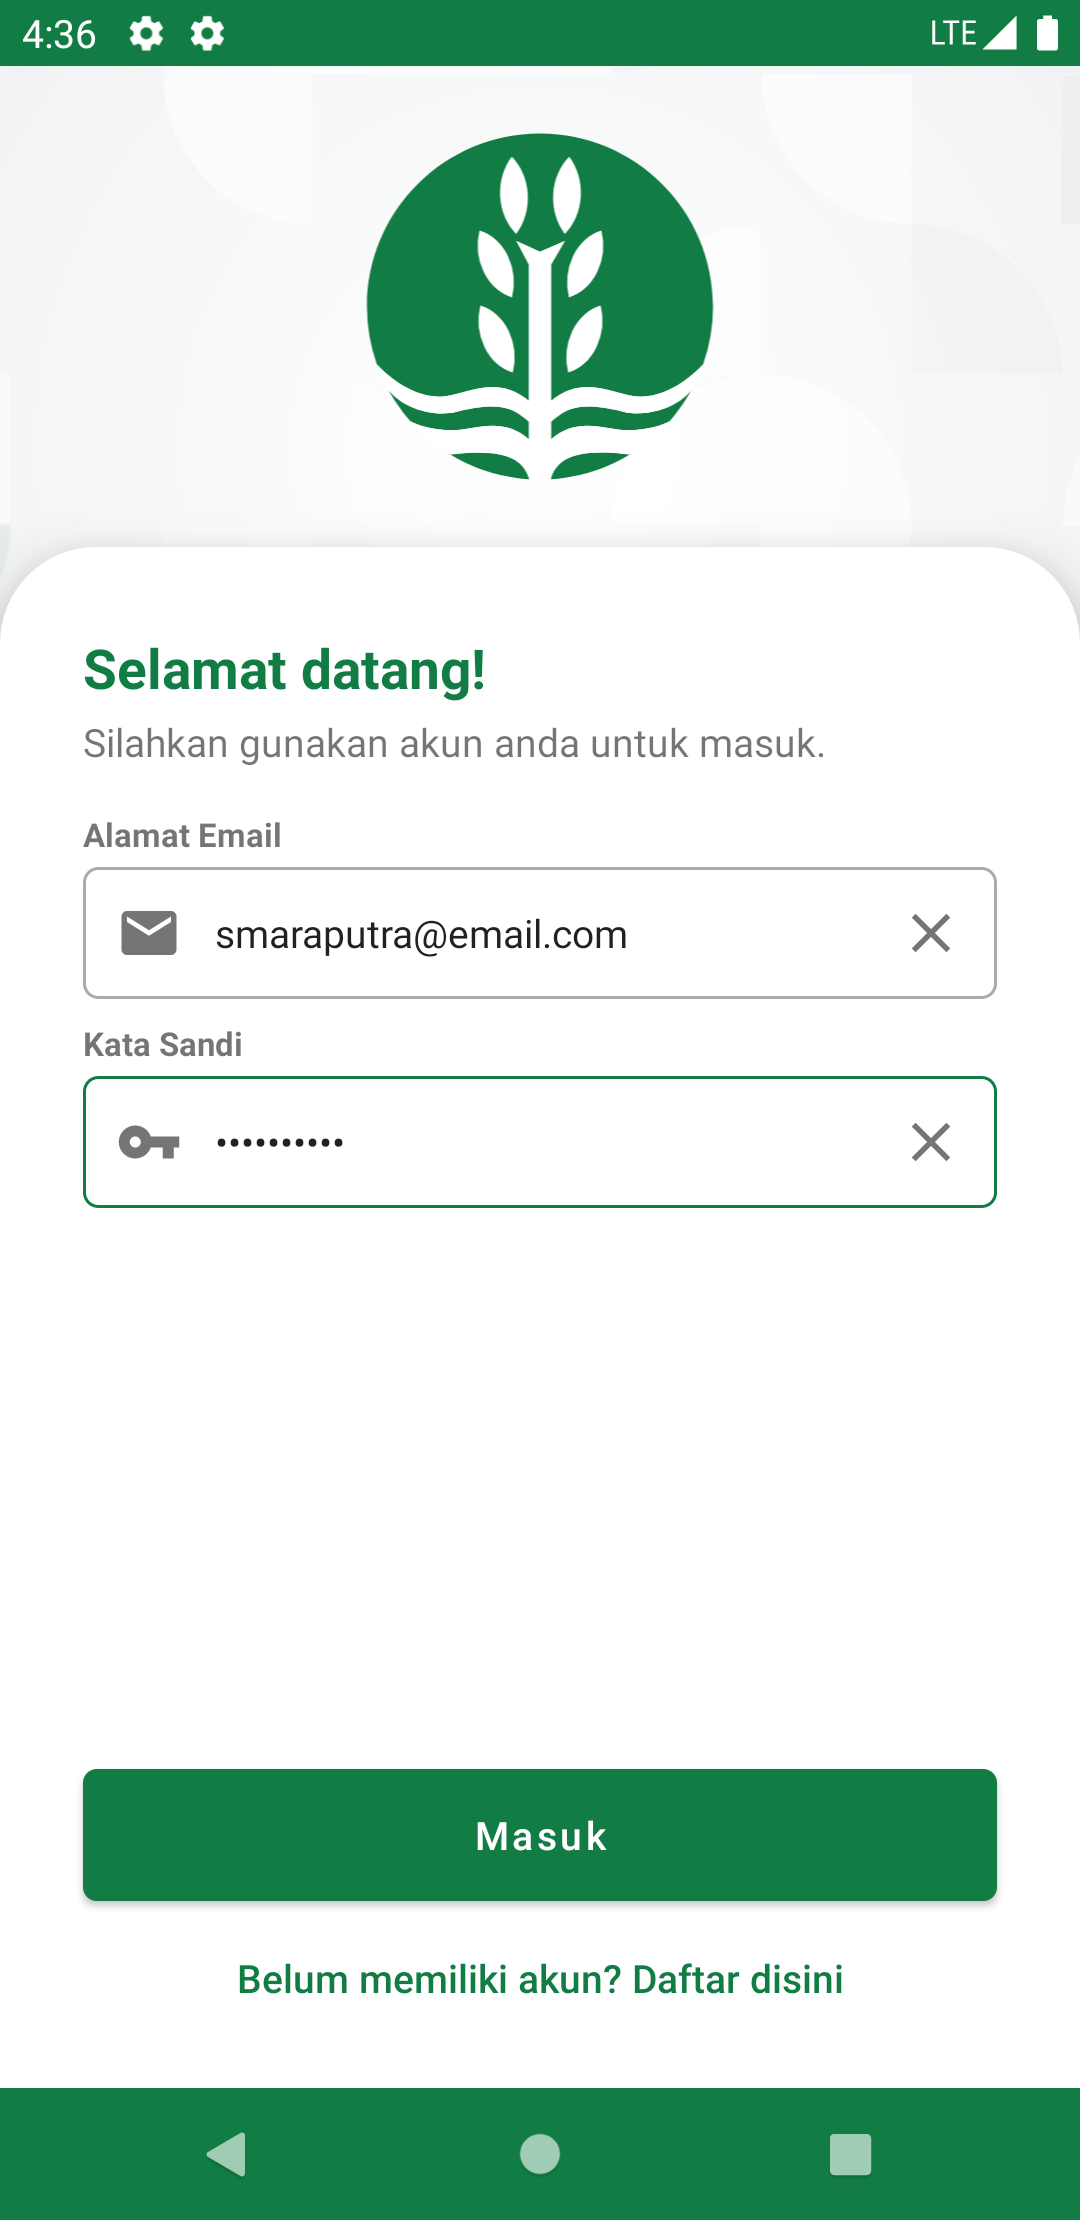 4:36
LTE
Selamat datang!
Silahkan gunakan akun anda untuk masuk.
Alamat Email
smaraputra@email.com
Kata Sandi
••••••••••
Masuk
Belum memiliki akun? Daftar disini